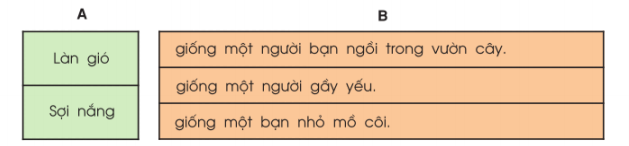 A
B
Làn gió
Sợi nắng
giống một người bạn ngồi trong vườn cây.
giống một người gầy yếu.
giống một bạn nhỏ mồ côi.